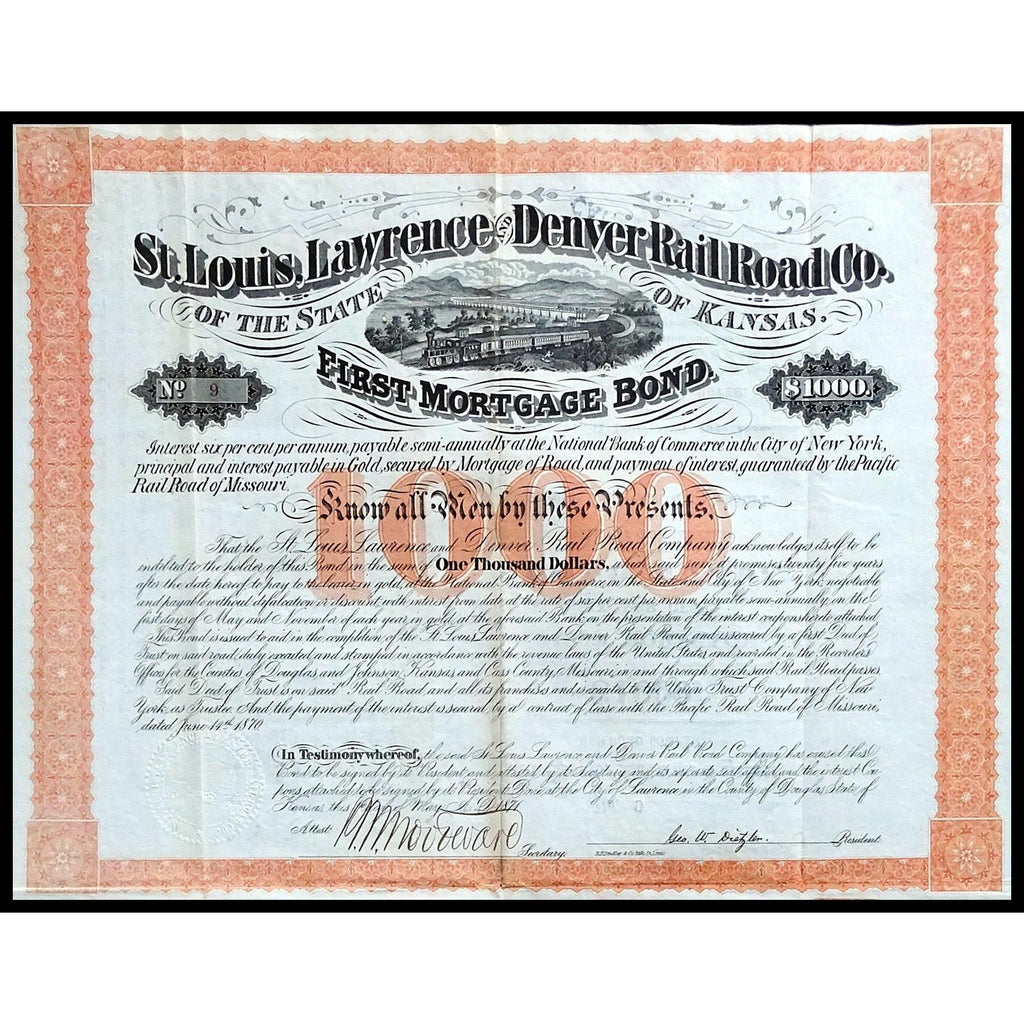 St. Louis, Lawrence AND Denver Rail Road Co.
OF THE STATE OF KANSAS.
FIRST MORTGAGE BOND.
No. 9
$1000.
Interest six per cent per annum, payable semi-annually at the National Bank of Commerce in the City of New York,
principal and interest payable in Gold, secured by Mortgage of Road, and payment of interest, guaranteed by the Pacific
Rail Road of Missouri.
1000
Know all Men by these Presents,
That the St. Louis, Lawrence and Denver Rail Road Company acknowledges itself to be
indebted to the holder of this Bond in the sum One Thousand Dollars, which said sum it promises twenty five years
after the date hereof to pay to the bearer in gold, at the National Bank of Commerce in the State and City of New York, negotiable
and payable without defalcation or discount with interest from date at the rate of six per cent per annum, payable semi-annually, on the
first days of May and November of each year, in gold, at the aforesaid Bank, on the presentation of the interest coupons hereto attached
This Bond is issued to aid in the completion of the St. Louis, Lawrence and Denver Rail Road, and is secured by a first Deed of
Trust on said road, duly executed and stamped in accordance with the revenue laws of the United States, and recorded in the Recorders
Offices for the Counties of Douglas and Johnson, Kansas, and Cass County, Missouri, in and through which said Rail Road passes.
Said Deed of Trust is on said Rail Road and all its franchises and is executed to the Union Trust Company of New
York, as Trustee. And the payment of the interest is secured, by a contract of lease with the Pacific Rail Road of Missouri,
dated June 14th 1870.
In Testimony whereof, the said St. Louis, Lawrence and Denver Rail Road Company has caused this
Bond to be signed by its President and attested by its Secretary and its corporate seal affixed, and the interest Cou
pons attached to be signed by its President. Done at the City of Lawrence in the County of Douglas, State of
Kansas, this of May A.D. 1871
Attest: Secretary. Geo. W. Dietzler. President